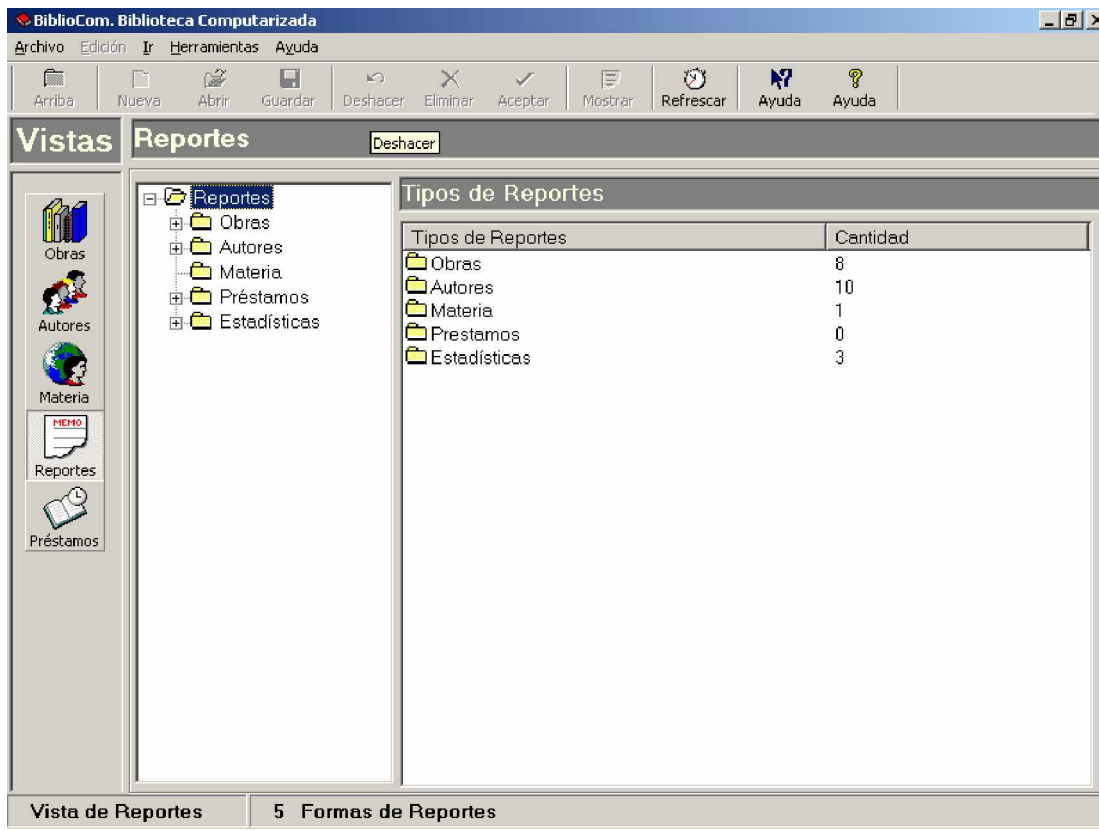 BiblioCom. Biblioteca Computarizada
Archivo Edición Ir Herramientas Ayuda
Arriba Nueva Abrir Guardar Deshacer Eliminar Aceptar Mostrar Refrescar Ayuda Ayuda
Vistas Reportes
Deshacer
Obras
Autores
Materia
MEMO
Reportes
Préstamos
Reportes
Obras
Autores
Materia
Préstamos
Estadísticas
Tipos de Reportes
Tipos de Reportes Cantidad
Obras 8
Autores 10
Materia 1
Prestamos 0
Estadísticas 3
Vista de Reportes 5 Formas de Reportes